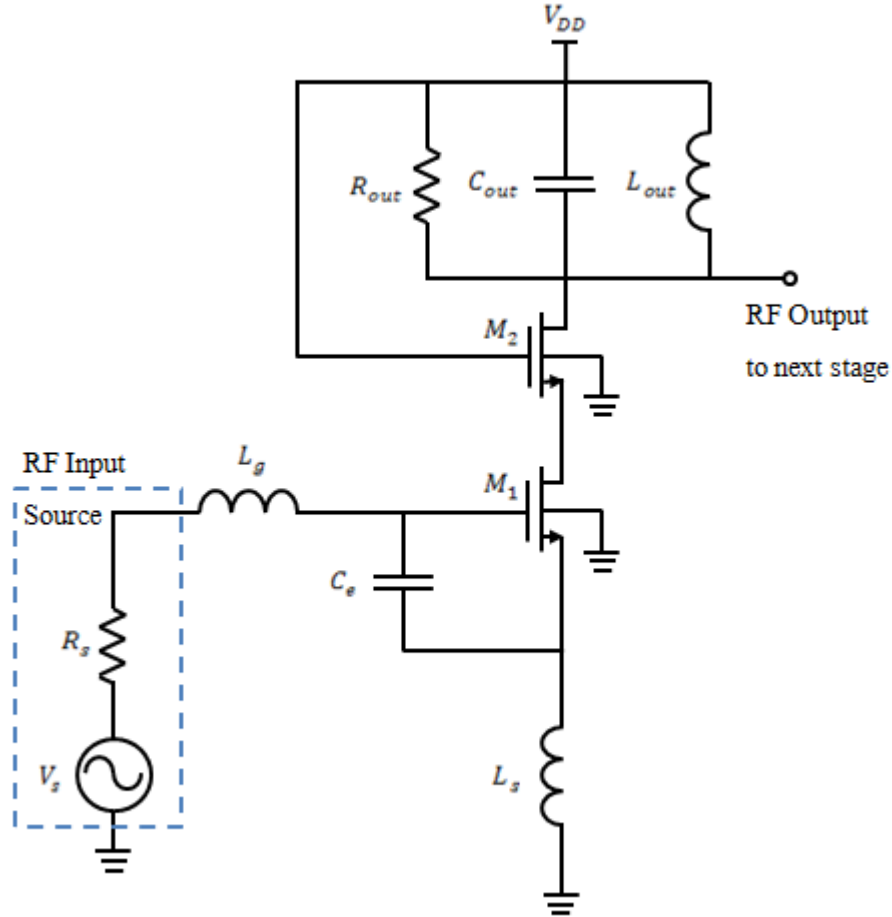 V_DD
R_out
C_out
L_out
M_2
RF Output
to next stage
RF Input
Source
L_g
M_1
C_e
R_s
V_s
L_s